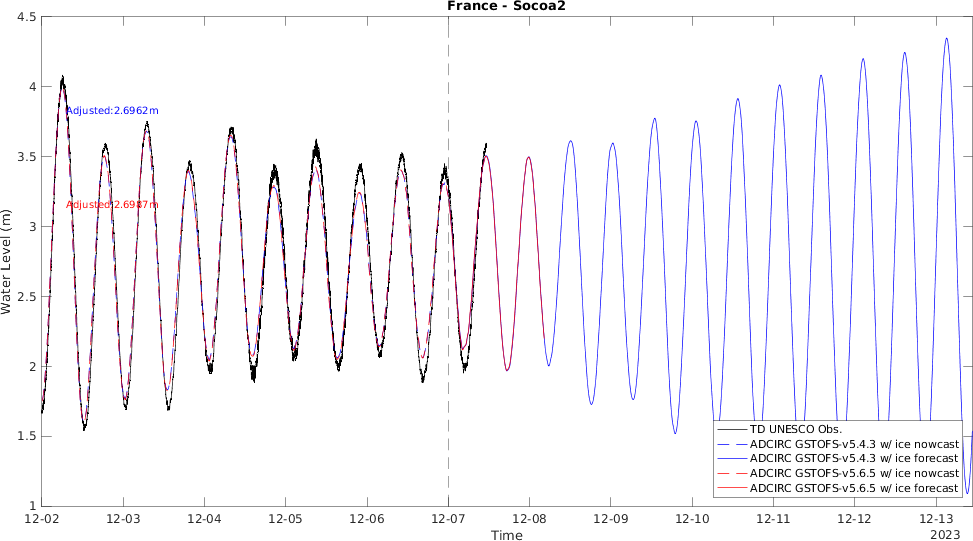 France - Socoa2
4.5
4
3.5
3
2.5
2
1.5
1
Water Level (m)
Adjusted:2.6962m
Adjusted:2.6987m
TD UNESCO Obs.
ADCIRC GSTOFS-v5.4.3 w/ ice nowcast
ADCIRC GSTOFS-v5.4.3 w/ ice forecast
ADCIRC GSTOFS-v5.6.5 w/ ice nowcast
ADCIRC GSTOFS-v5.6.5 w/ ice forecast
12-02 12-03 12-04 12-05 12-06 12-07 12-08 12-09 12-10 12-11 12-12 12-13
Time
2023